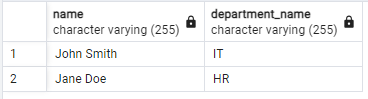 name department_name
character varying (255) character varying (255)
1 John Smith IT
2 Jane Doe HR